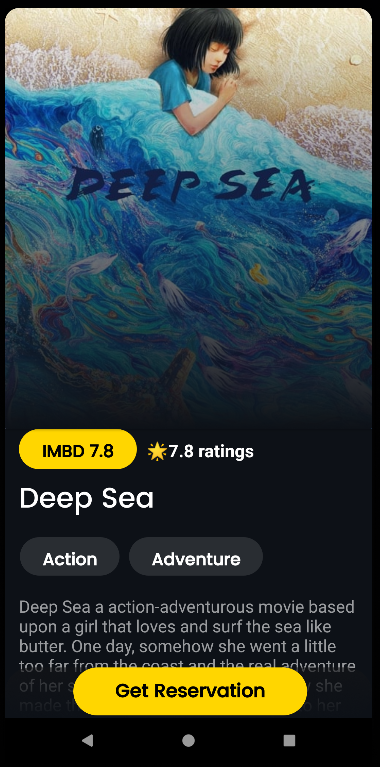 DEEP SEA
IMBD 7.8
7.8 ratings
Deep Sea
Action
Adventure
Deep Sea a action-adventurous movie based
upon a girl that loves and surf the sea like
butter. One day, somehow she went a little
too far from the coast and the real adventure
of her
she
made
her
Get Reservation